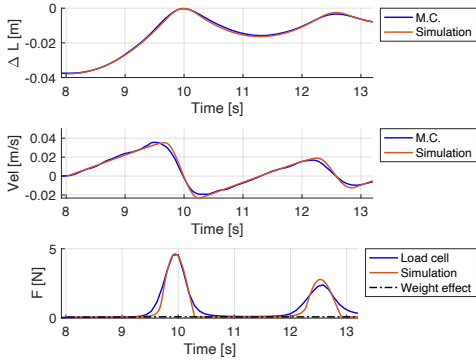 0
-0.02
-0.04
Δ L [m]
8 9 10 11 12 13
Time [s]
M.C.
Simulation
0.04
0.02
0
-0.02
Vel [m/s]
8 9 10 11 12 13
Time [s]
M.C.
Simulation
5
0
F [N]
8 9 10 11 12 13
Time [s]
Load cell
Simulation
Weight effect